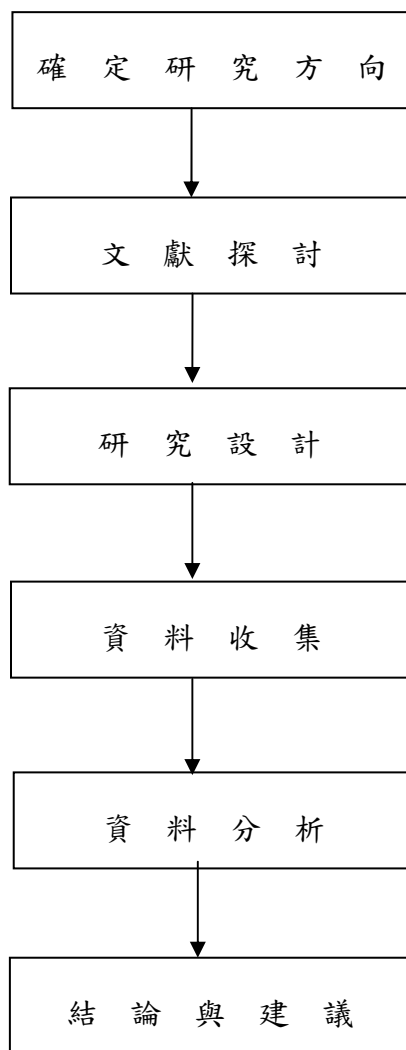 確定研究方向
文獻探討
研究設計
資料收集
資料分析
結論與建議